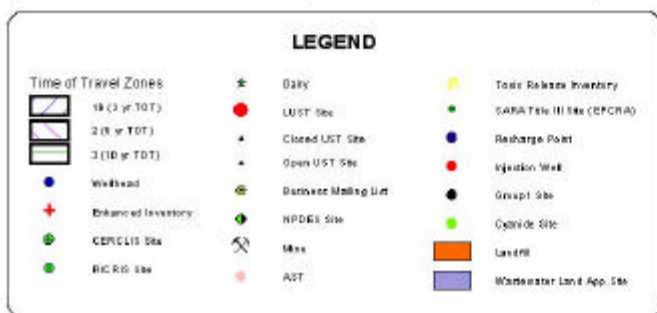 LEGEND
Time of Travel Zones
1B (3 yr TOT)
2 (6 yr TOT)
3 (10 yr TOT)
Wellhead
Enhanced Inventory
CERCLIS Site
RICRIS Site
Dairy
LUST Site
Closed UST Site
Open UST Site
Business Mailing List
NPDES Site
Mine
AST
Toxic Release Inventory
SARA Title III Site (EPCRA)
Recharge Point
Injection Well
Group1 Site
Cyanide Site
Landfill
Wastewater Land App. Site